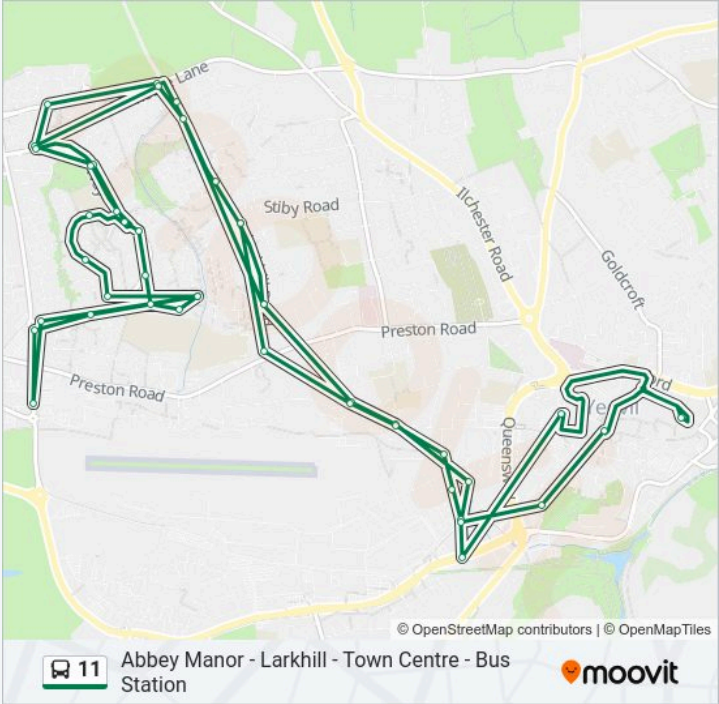 Lane
Stiby Road
Ilchester Road
Goldcroft
Preston Road
Preston Road
Queensw
© OpenStreetMap contributors | © OpenMapTiles
11
Abbey Manor - Larkhill - Town Centre - Bus
Station
moovit